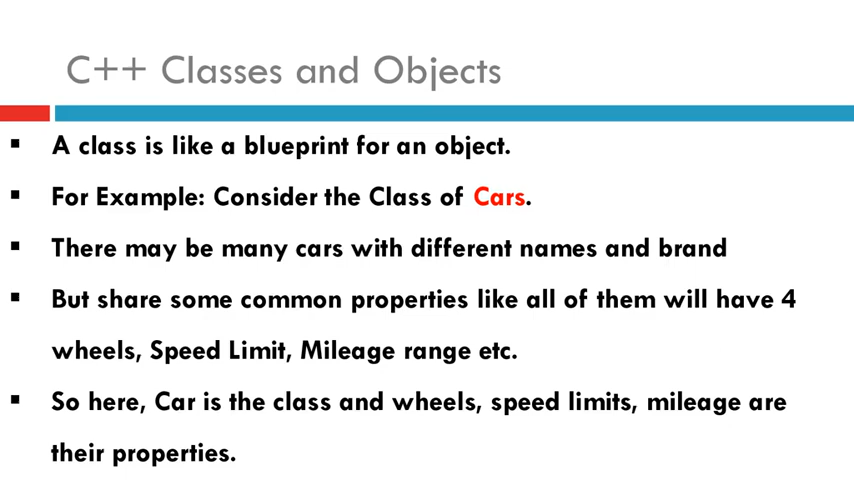 C++ Classes and Objects
▪ A class is like a blueprint for an object.
▪ For Example: Consider the Class of Cars.
▪ There may be many cars with different names and brand
▪ But share some common properties like all of them will have 4
wheels, Speed Limit, Mileage range etc.
▪ So here, Car is the class and wheels, speed limits, mileage are
their properties.